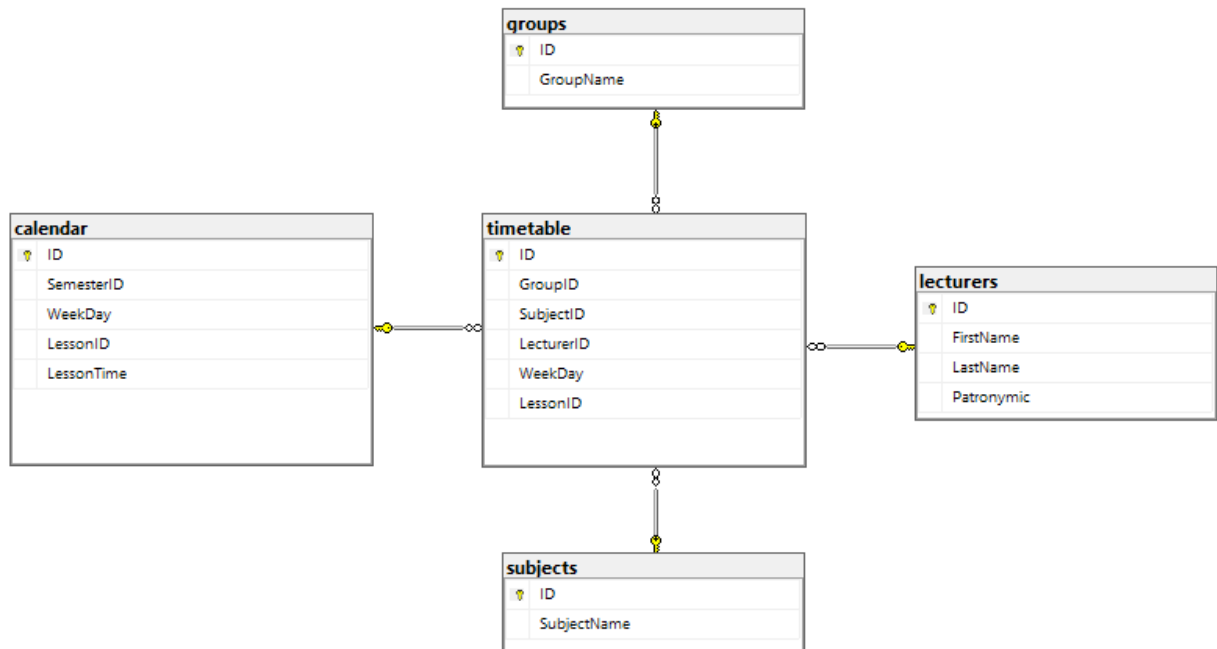 groups
ID
GroupName
calendar
ID
SemesterID
WeekDay
LessonID
LessonTime
timetable
ID
GroupID
SubjectID
LecturerID
WeekDay
LessonID
lecturers
ID
FirstName
LastName
Patronymic
subjects
ID
SubjectName